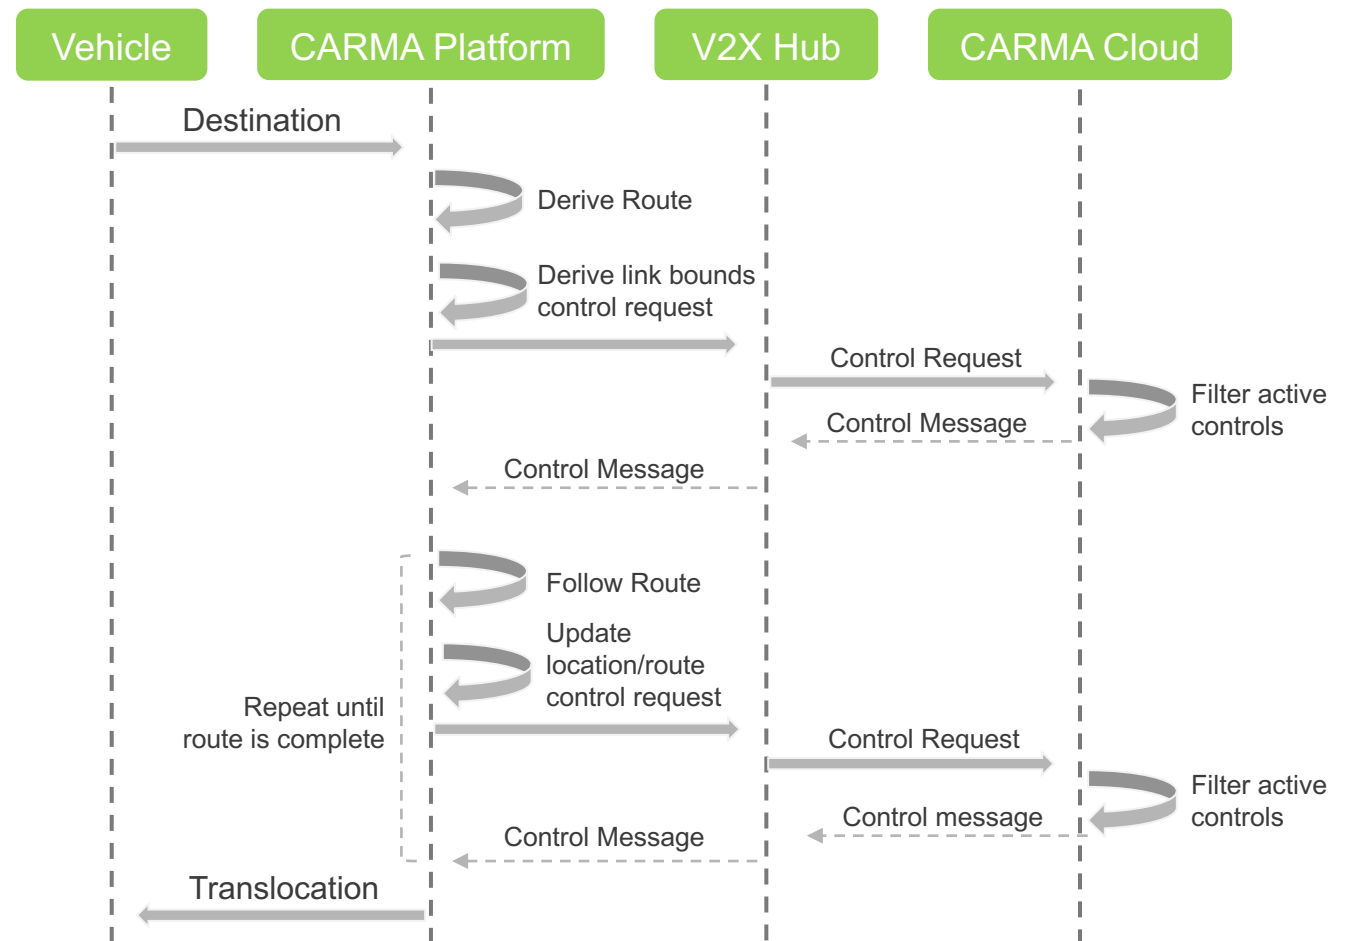 Vehicle
CARMA Platform
V2X Hub
CARMA Cloud
Destination
Derive Route
Derive link bounds
control request
Control Request
Filter active
controls
Control Message
Control Message
Follow Route
Update
location/route
control request
Repeat until
route is complete
Control Request
Filter active
controls
Control message
Control Message
Translocation